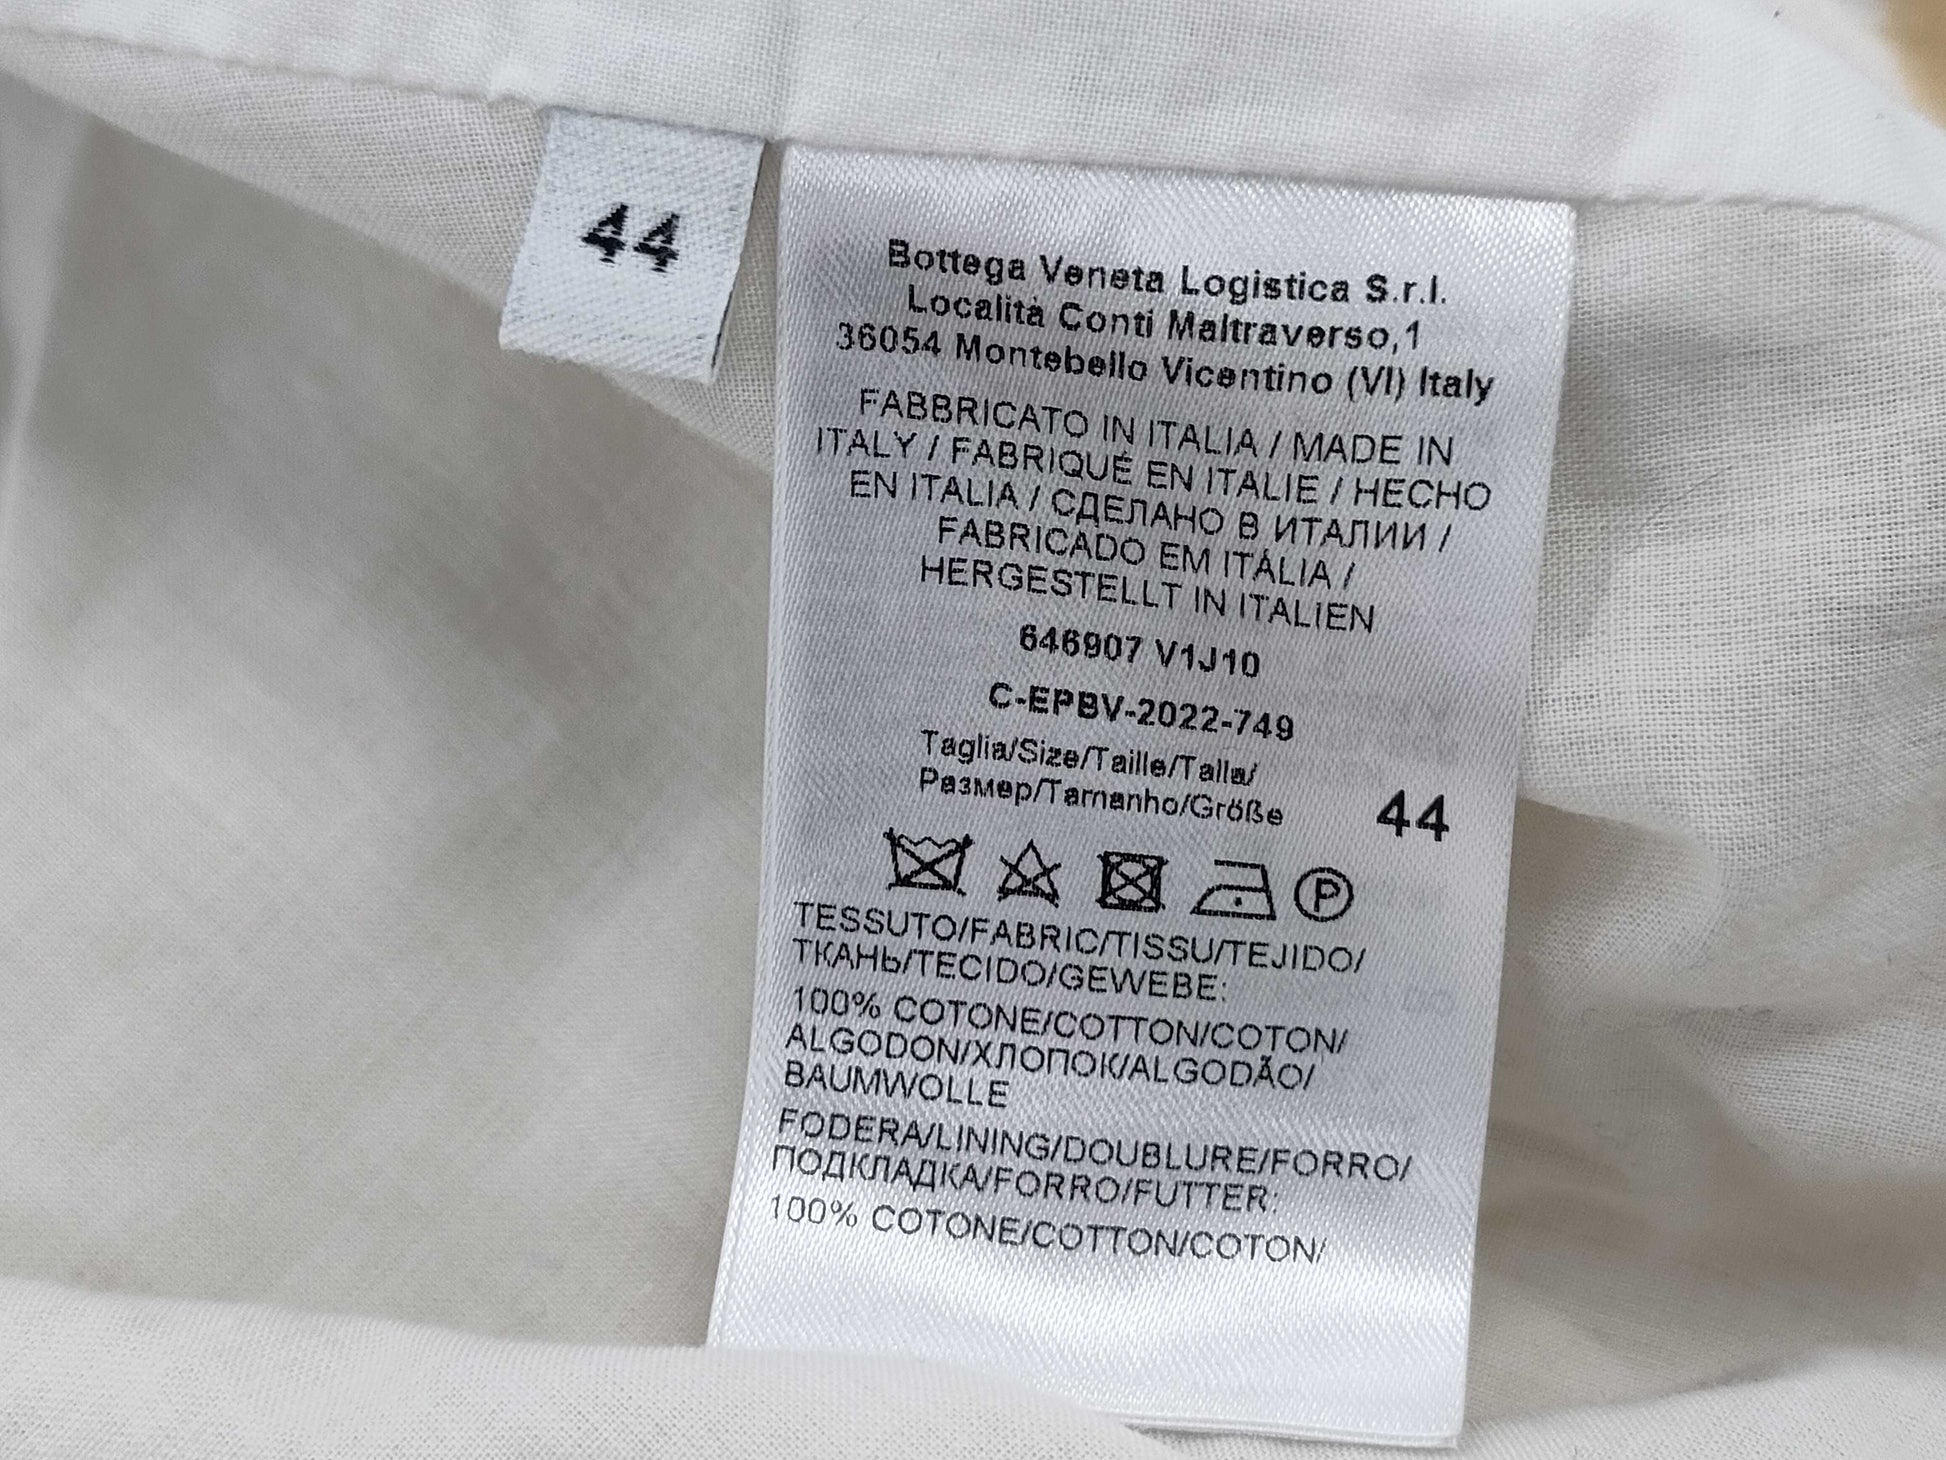 44
Bottega Veneta Logistica S.r.l.
Località Conti Maltraverso,1
36054 Montebello Vicentino (VI) Italy
FABBRICATO IN ITALIA / MADE IN
ITALY / FABRIQUÉ EN ITALIE / HECHO
EN ITALIA / СДЕЛАНО В ИТАЛИИ /
FABRICADO EM ITÁLIA /
HERGESTELLT IN ITALIEN
646907 V1J10
C-EPBV-2022-749
Taglia/Size/Taille/Talla/
Размер/Tamanho/Größe 44
P
TESSUTO/FABRIC/TISSU/TEJIDO/
ТКАНЬ/TECIDO/GEWEBE:
100% COTONE/COTTON/COTON/
ALGODON/ХЛОПОК/ALGODÃO/
BAUMWOLLE
FODERA/LINING/DOUBLURE/FORRO/
ПОДКЛАДКА/FORRO/FUTTER:
100% COTONE/COTTON/COTON/